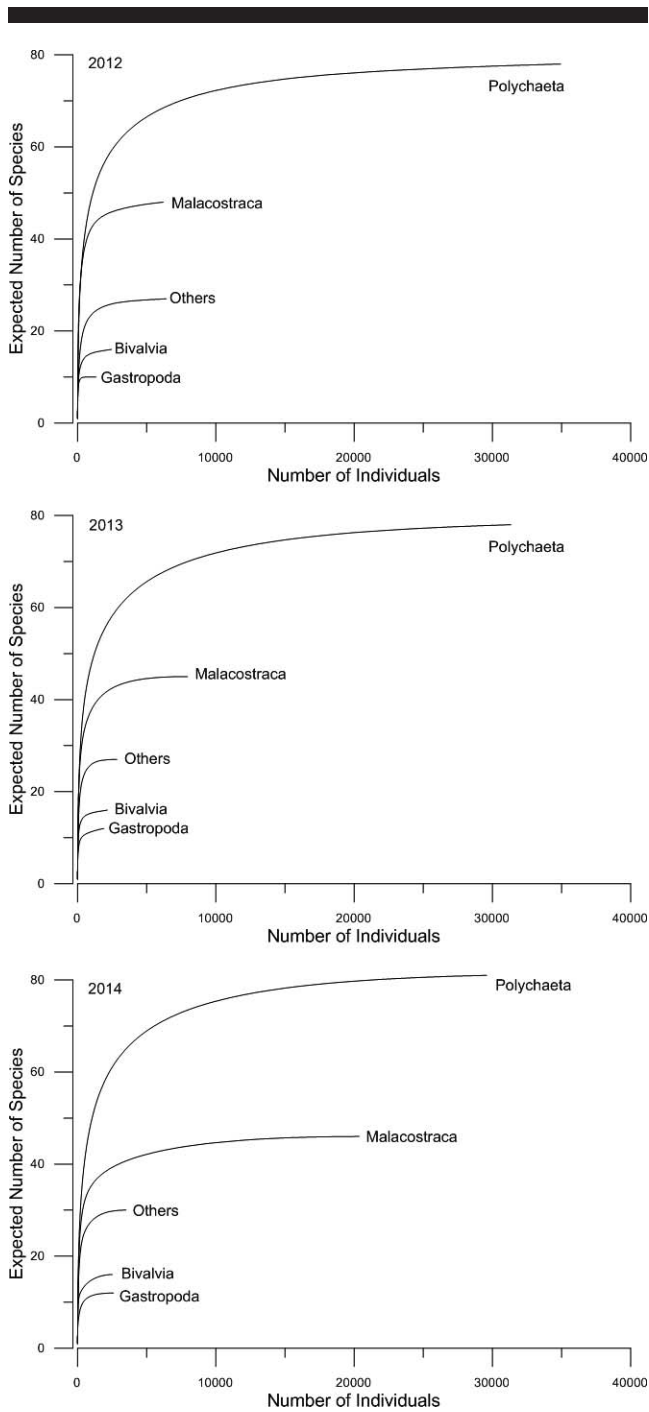 80
2012
Polychaeta
60
Malacostraca
40
Others
20
Bivalvia
Gastropoda
0
Expected Number of Species
0 10000 20000 30000 40000
Number of Individuals
80
2013
Polychaeta
60
Malacostraca
40
Others
20
Bivalvia
Gastropoda
0
Expected Number of Species
0 10000 20000 30000 40000
Number of Individuals
80
2014
Polychaeta
60
Malacostraca
40
Others
20
Bivalvia
Gastropoda
0
Expected Number of Species
0 10000 20000 30000 40000
Number of Individuals